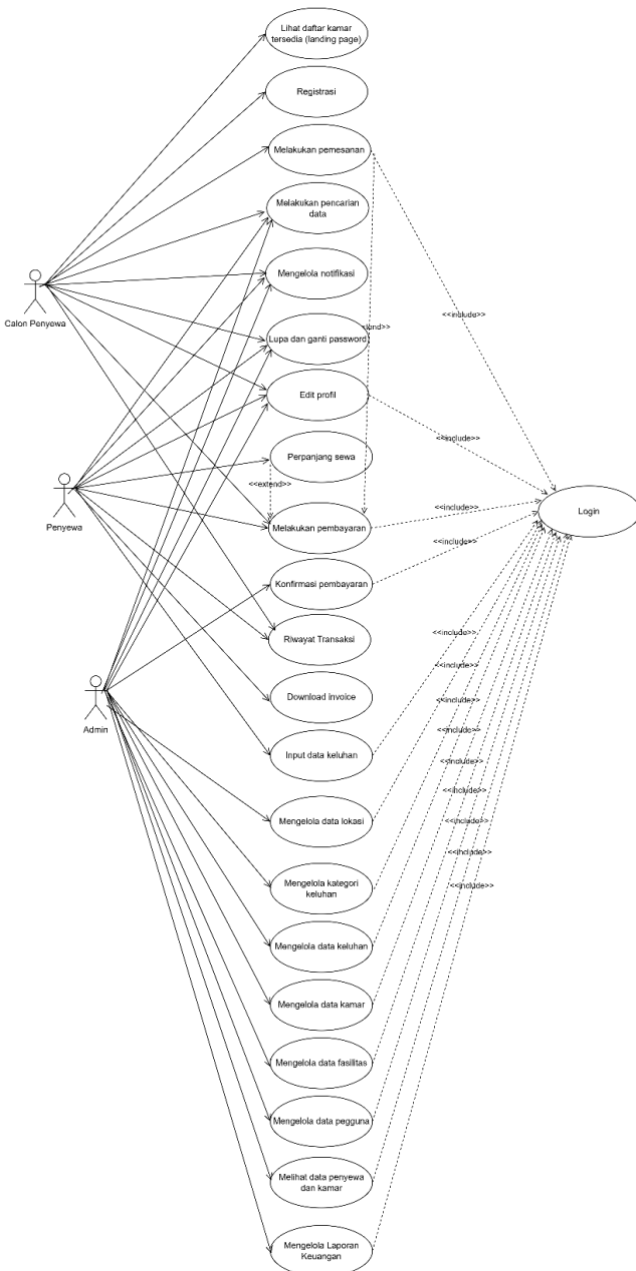 Lihat daftar kamar
tersedia (landing page)
Registrasi
Melakukan pemesanan
Melakukan pencarian
data
Mengelola notifikasi
Calon Penyewa
<<include>>
Lupa dan ganti password
Edit profil
<<include>>
Perpanjang sewa
<<extend>>
Penyewa
Melakukan pembayaran
<<include>>
Login
Konfirmasi pembayaran
<<include>>
Riwayat Transaksi
<<include>>
<<include>>
Admin
Download invoice
<<include>>
<<include>>
Input data keluhan
<<include>>
<<include>>
Mengelola data lokasi
<<include>>
<<include>>
Mengelola kategori
keluhan
<<include>>
Mengelola data keluhan
Mengelola data kamar
Mengelola data fasilitas
Mengelola data pegguna
Melihat data penyewa
dan kamar
Mengelola Laporan
Keuangan